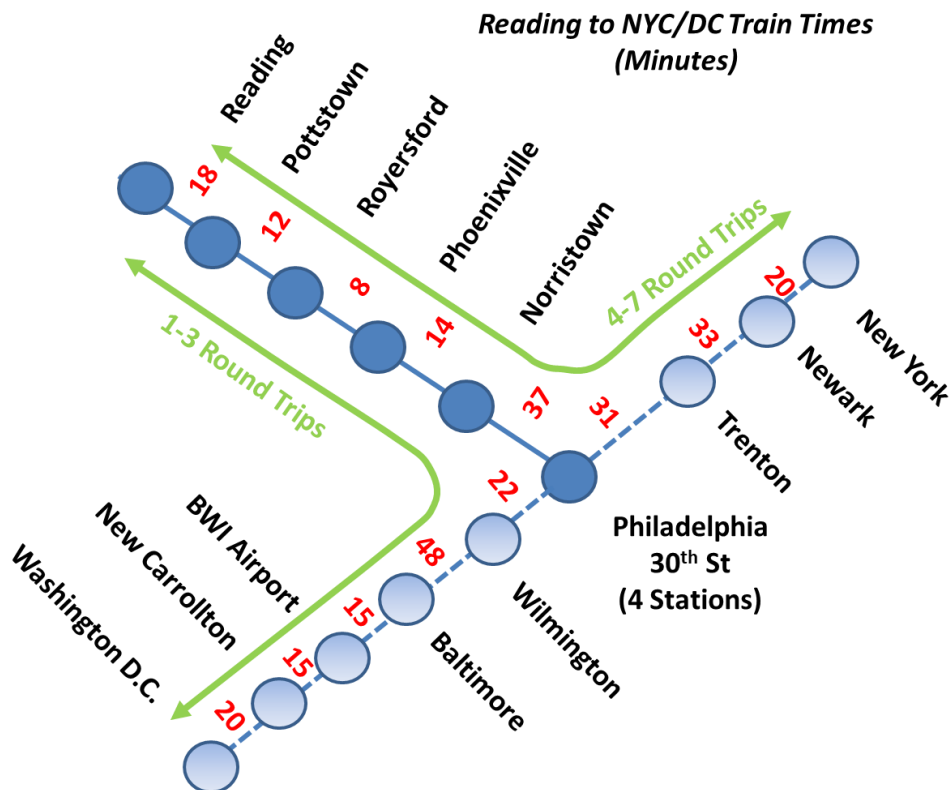 Reading to NYC/DC Train Times
(Minutes)
Reading
Pottstown
Royersford
Phoenixville
Norristown
18
12
8
14
37
4-7 Round Trips
1-3 Round Trips
31
33
20
New York
Newark
Trenton
Philadelphia
30th St
(4 Stations)
22
48
15
15
20
Wilmington
Baltimore
BWI Airport
New Carrollton
Washington D.C.